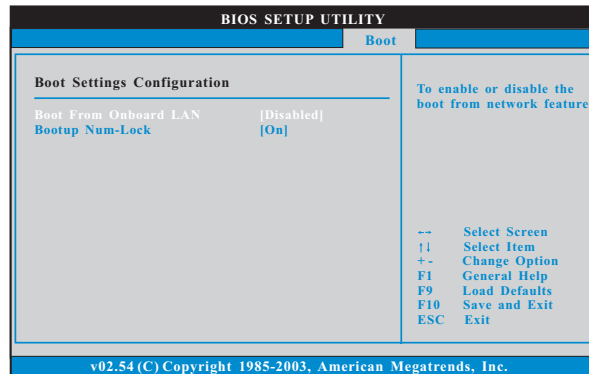 BIOS SETUP UTILITY
Boot
Boot Settings Configuration
Boot From Onboard LAN [Disabled]
Bootup Num-Lock [On]
To enable or disable the
boot from network feature
←→ Select Screen
↑↓ Select Item
+ - Change Option
F1 General Help
F9 Load Defaults
F10 Save and Exit
ESC Exit
v02.54 (C) Copyright 1985-2003, American Megatrends, Inc.